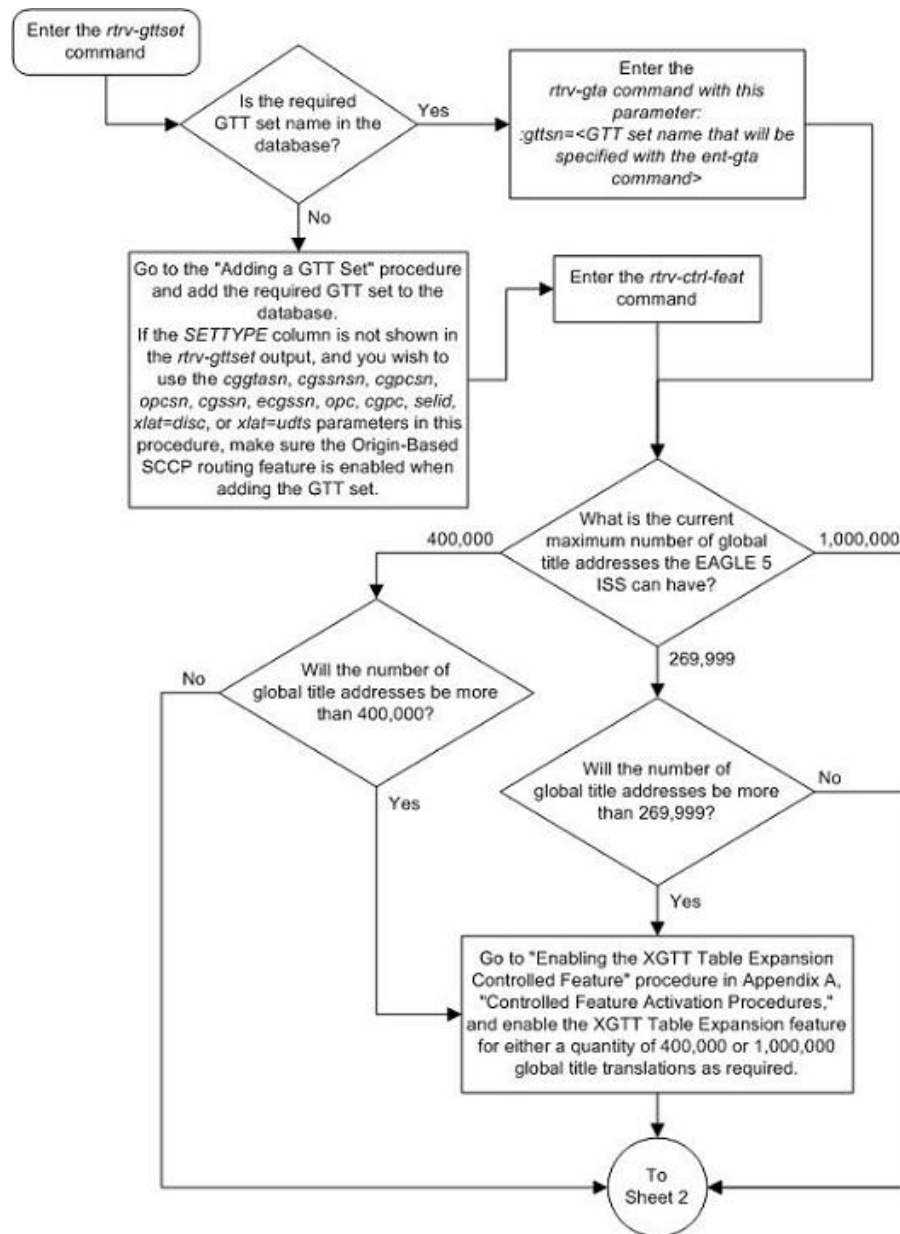 Enter the rtrv-gttset
command
Is the required
GTT set name in the
database?
Yes
Enter the
rtrv-gta command with this
parameter:
:gttsn=<GTT set name that will be
specified with the ent-gta
command>
No
Go to the "Adding a GTT Set" procedure
and add the required GTT set to the
database.
If the SETTYPE column is not shown in
the rtrv-gttset output, and you wish to
use the cggtasn, cgssnsn, cgpcsn,
opcsn, cgssn, ecgssn, opc, cgpc, selid,
xlat=disc, or xlat=udts parameters in this
procedure, make sure the Origin-Based
SCCP routing feature is enabled when
adding the GTT set.
Enter the rtrv-ctrl-feat
command
What is the current
maximum number of global
title addresses the EAGLE 5
ISS can have?
400,000
1,000,000
269,999
Will the number of
global title addresses be more
than 400,000?
No
Yes
Will the number of
global title addresses be more
than 269,999?
No
Yes
Go to "Enabling the XGTT Table Expansion
Controlled Feature" procedure in Appendix A,
"Controlled Feature Activation Procedures,"
and enable the XGTT Table Expansion feature
for either a quantity of 400,000 or 1,000,000
global title translations as required.
To
Sheet 2